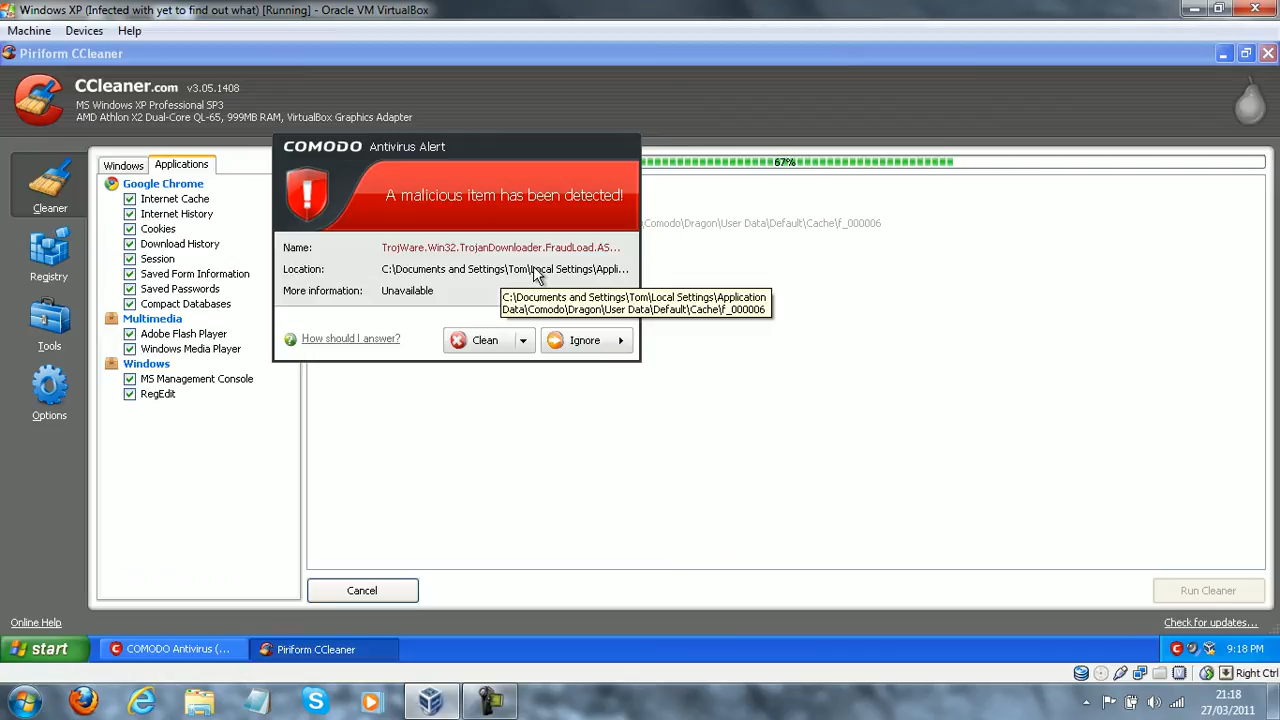 Windows XP (Infected with yet to find out what) [Running] - Oracle VM VirtualBox
Machine Devices Help
Piriform CCleaner
CCleaner.com v3.05.1408
MS Windows XP Professional SP3
AMD Athlon X2 Dual-Core QL-65, 999MB RAM, VirtualBox Graphics Adapter
COMODO Antivirus Alert
A malicious item has been detected!
Name: TrojWare.Win32.TrojanDownloader.FraudLoad.AS...
Location: C:\Documents and Settings\Tom\Local Settings\Appli...
More information: Unavailable
C:\Documents and Settings\Tom\Local Settings\Application
Data\Comodo\Dragon\User Data\Default\Cache\f_000006
How should I answer?
Clean
Ignore
67%
\Comodo\Dragon\User Data\Default\Cache\f_000006
Cleaner
Registry
Tools
Options
Windows Applications
Google Chrome
Internet Cache
Internet History
Cookies
Download History
Session
Saved Form Information
Saved Passwords
Compact Databases
Multimedia
Adobe Flash Player
Windows Media Player
Windows
MS Management Console
RegEdit
Cancel
Run Cleaner
Online Help
Check for updates...
start
COMODO Antivirus (...
Piriform CCleaner
9:18 PM
Right Ctrl
21:18
27/03/2011